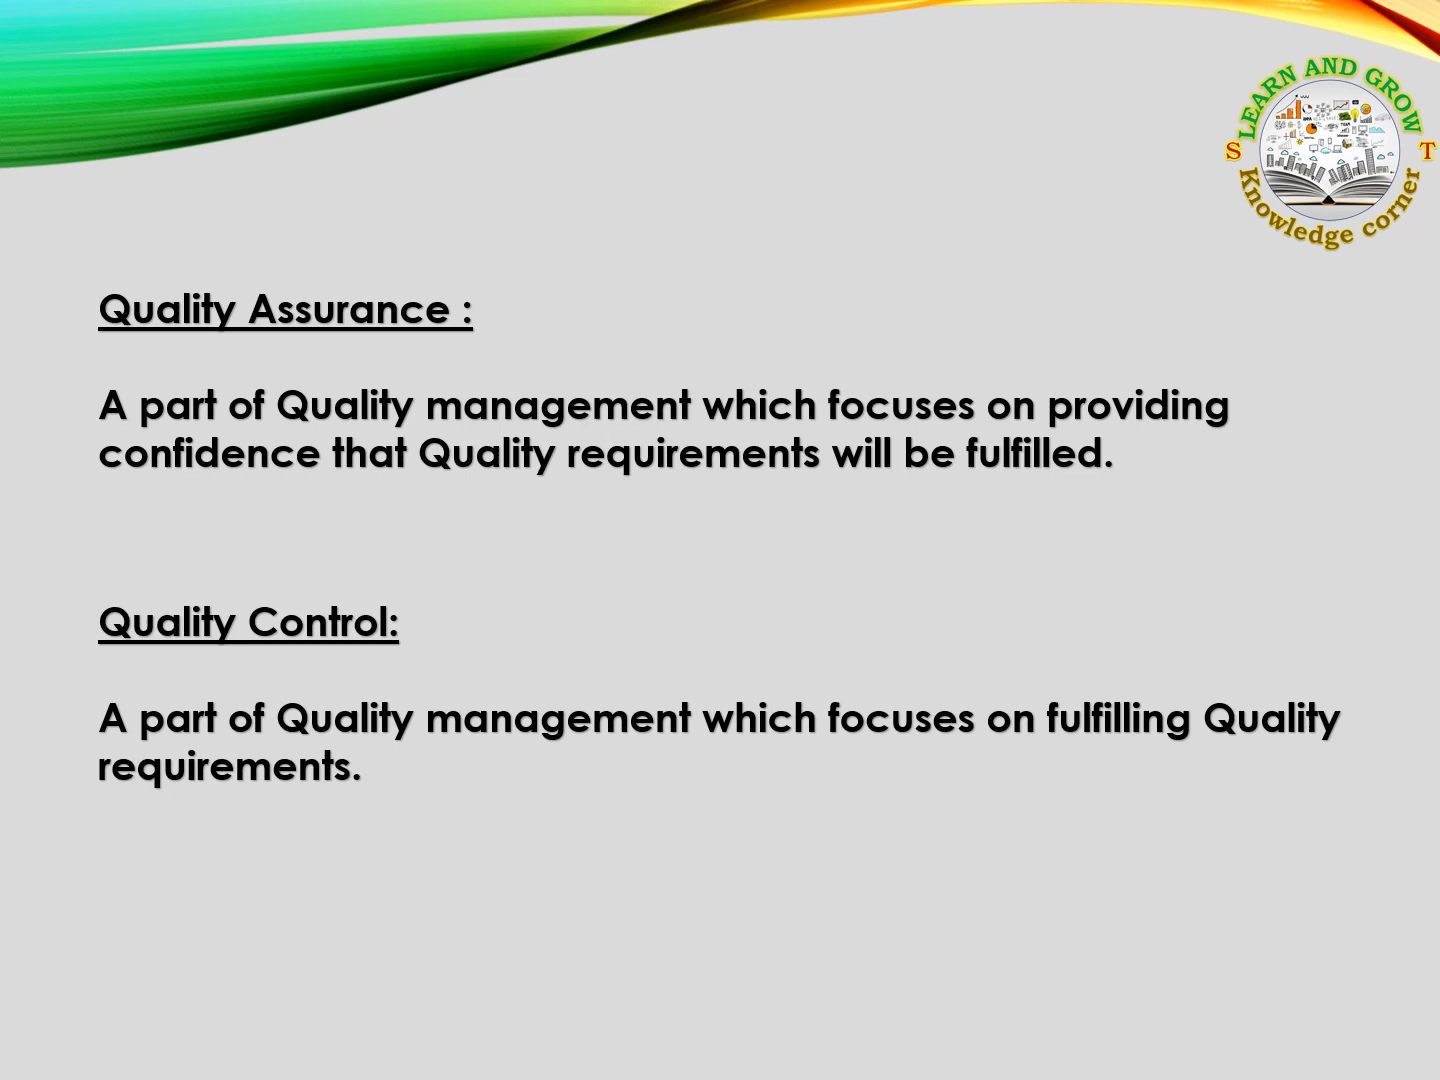 LEARN AND GROW
S T
Knowledge corner
Quality Assurance :
A part of Quality management which focuses on providing
confidence that Quality requirements will be fulfilled.
Quality Control:
A part of Quality management which focuses on fulfilling Quality
requirements.